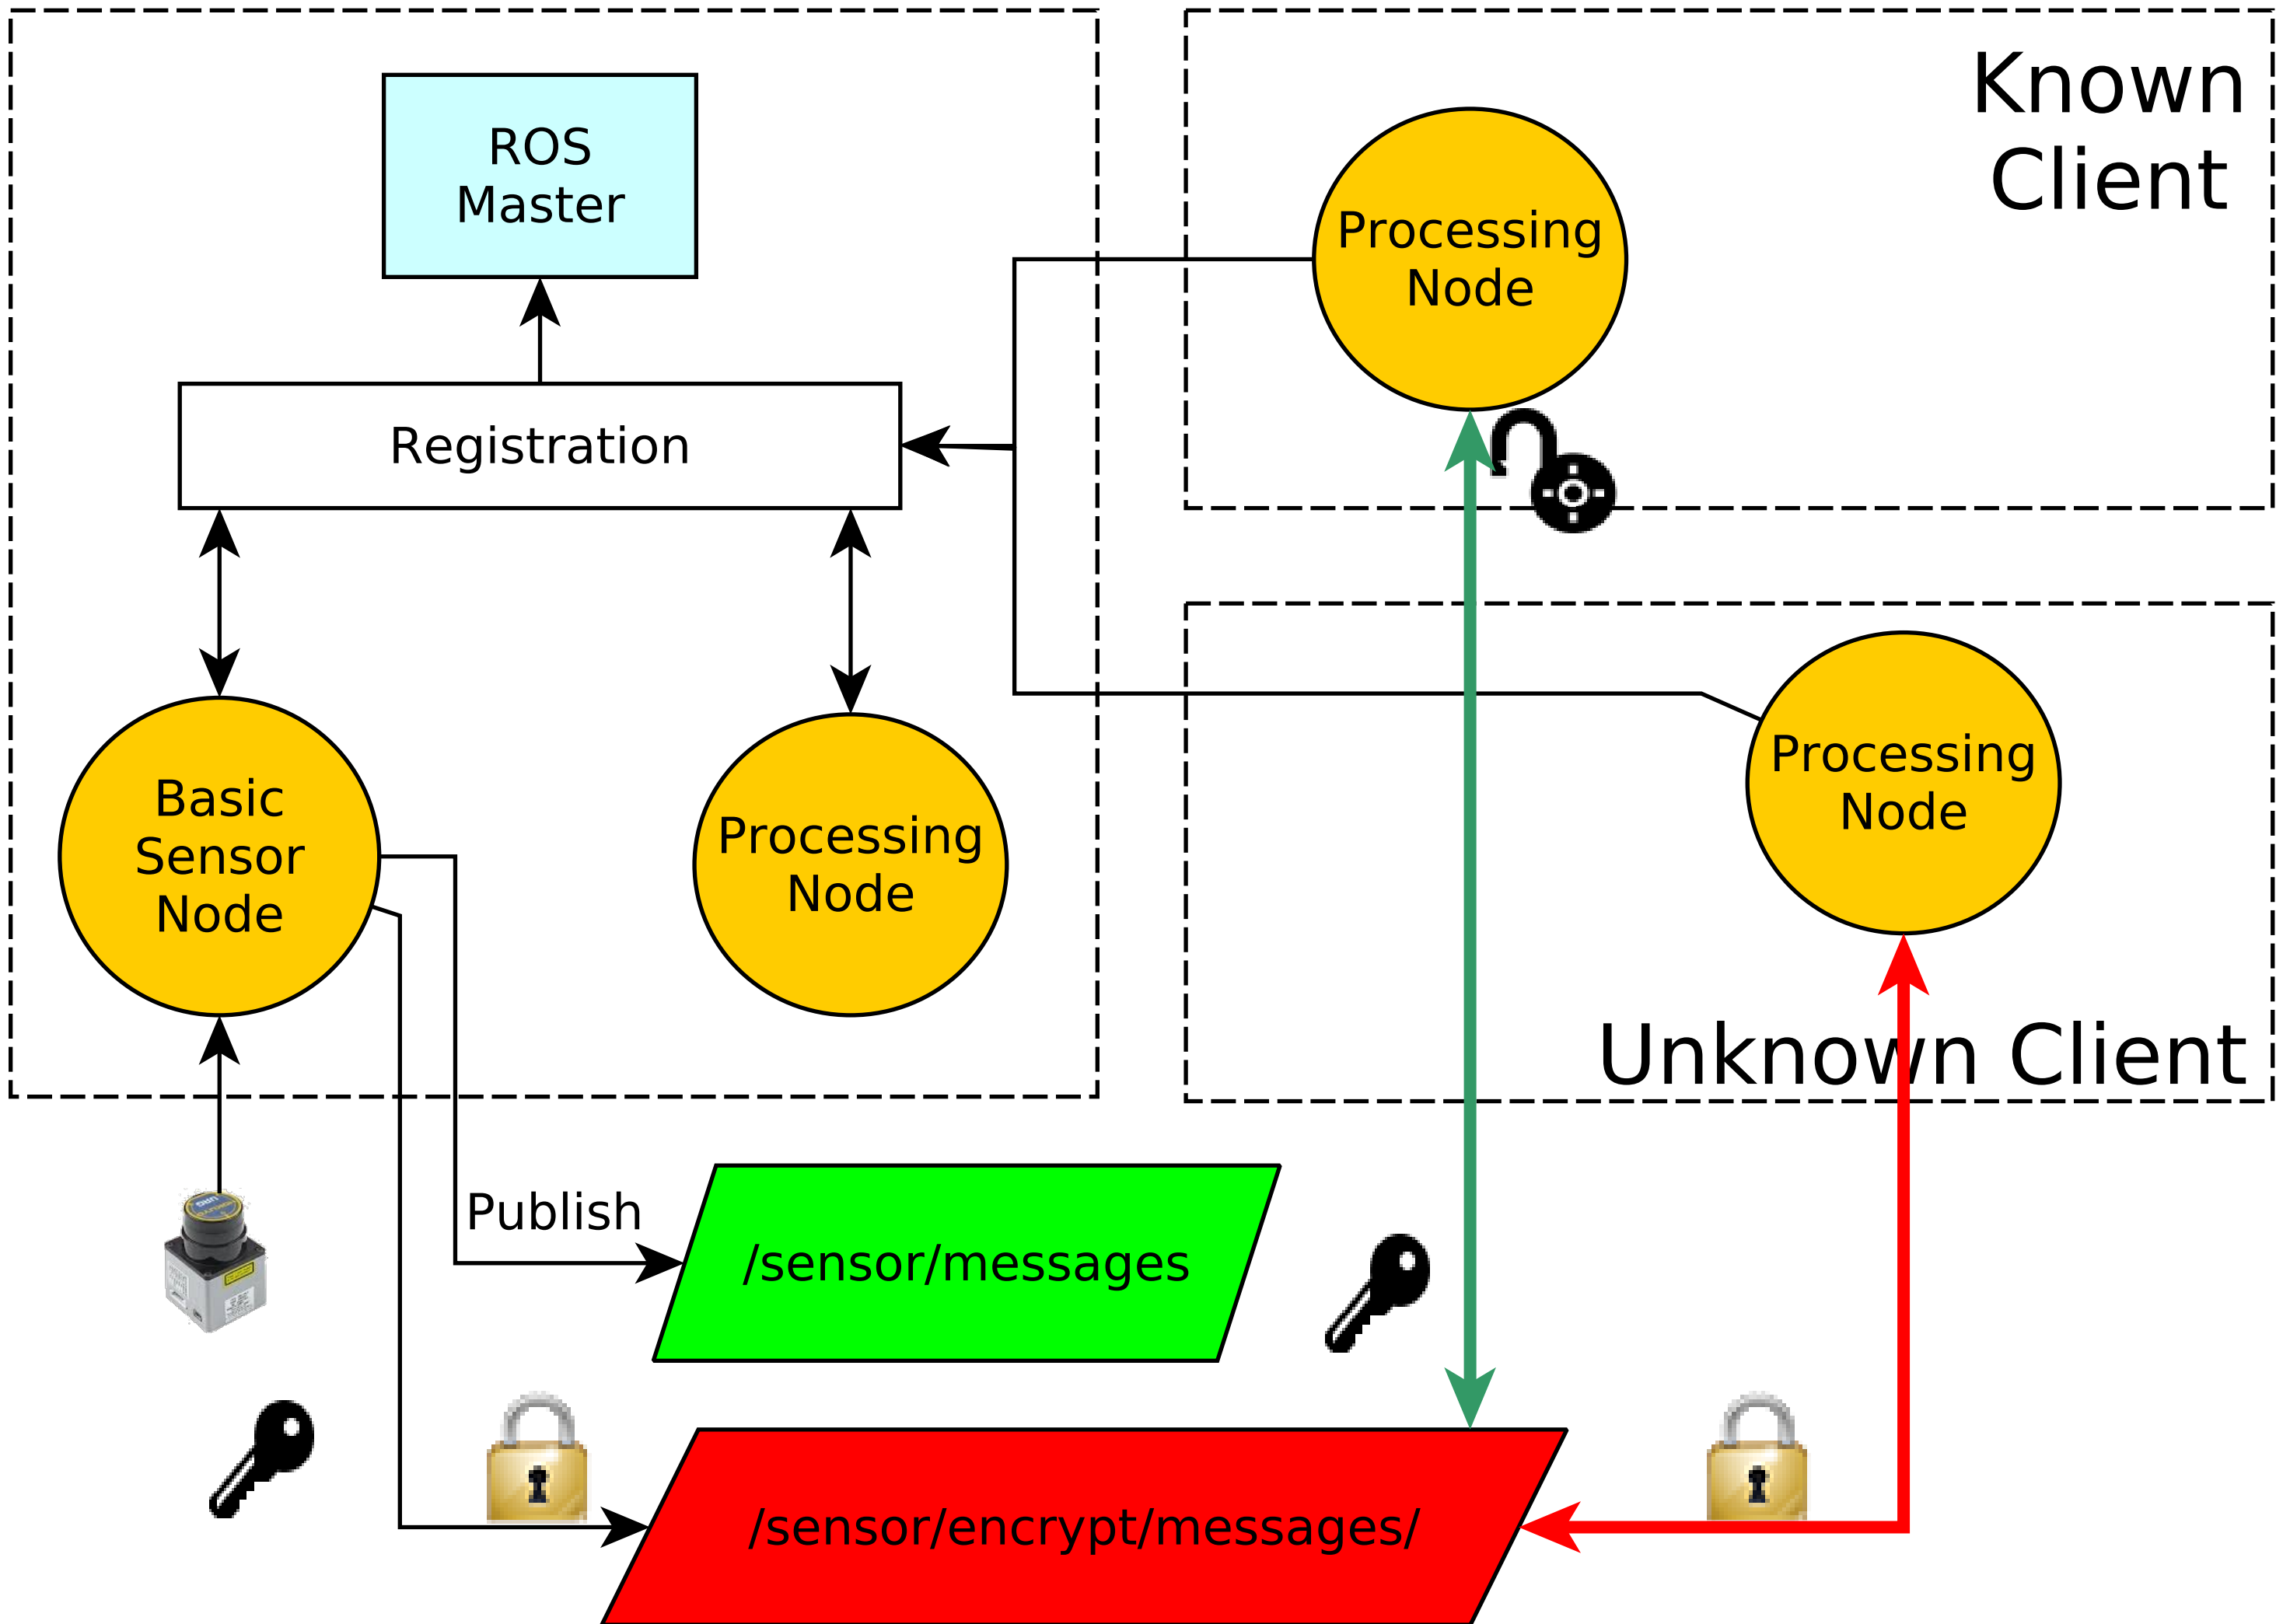 Known
Client
ROS
Master
Processing
Node
Registration
Processing
Node
Basic
Sensor
Node
Processing
Node
Unknown Client
Publish
/sensor/messages
/sensor/encrypt/messages/